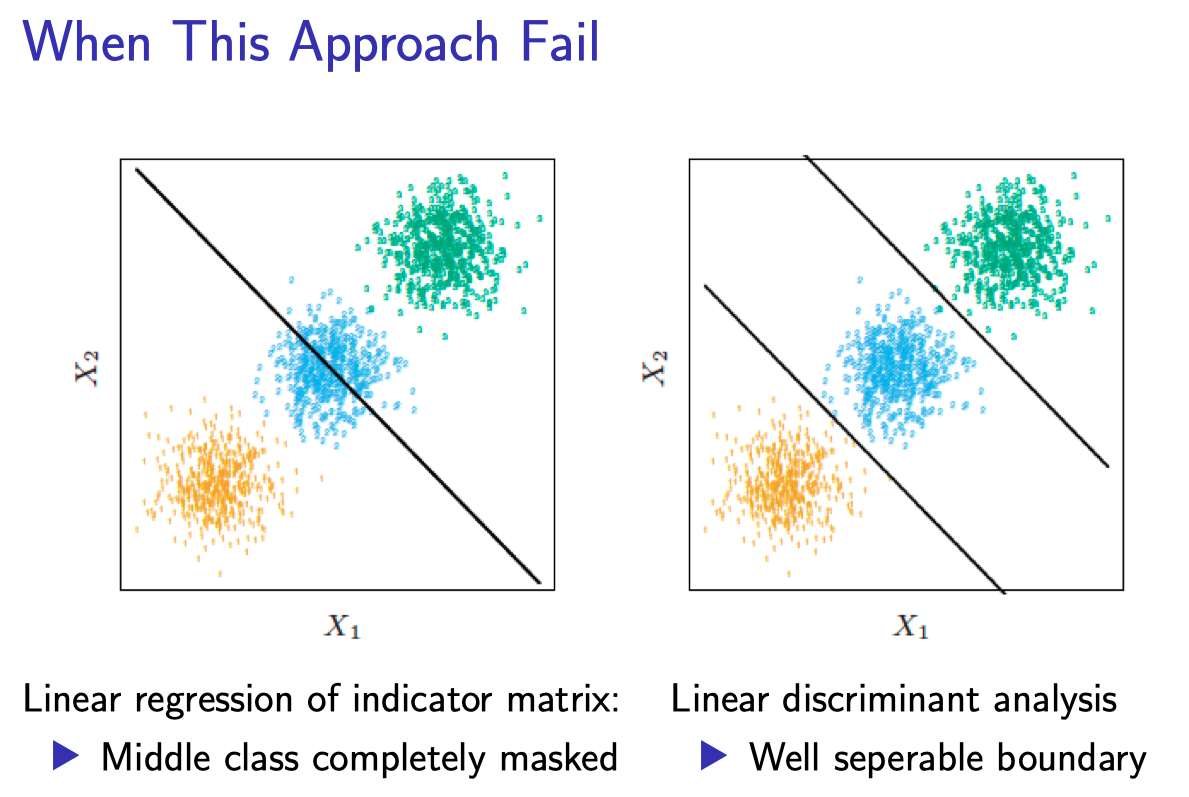 When This Approach Fail
X2
X1
X2
X1
Linear regression of indicator matrix:
▶ Middle class completely masked
Linear discriminant analysis
▶ Well seperable boundary